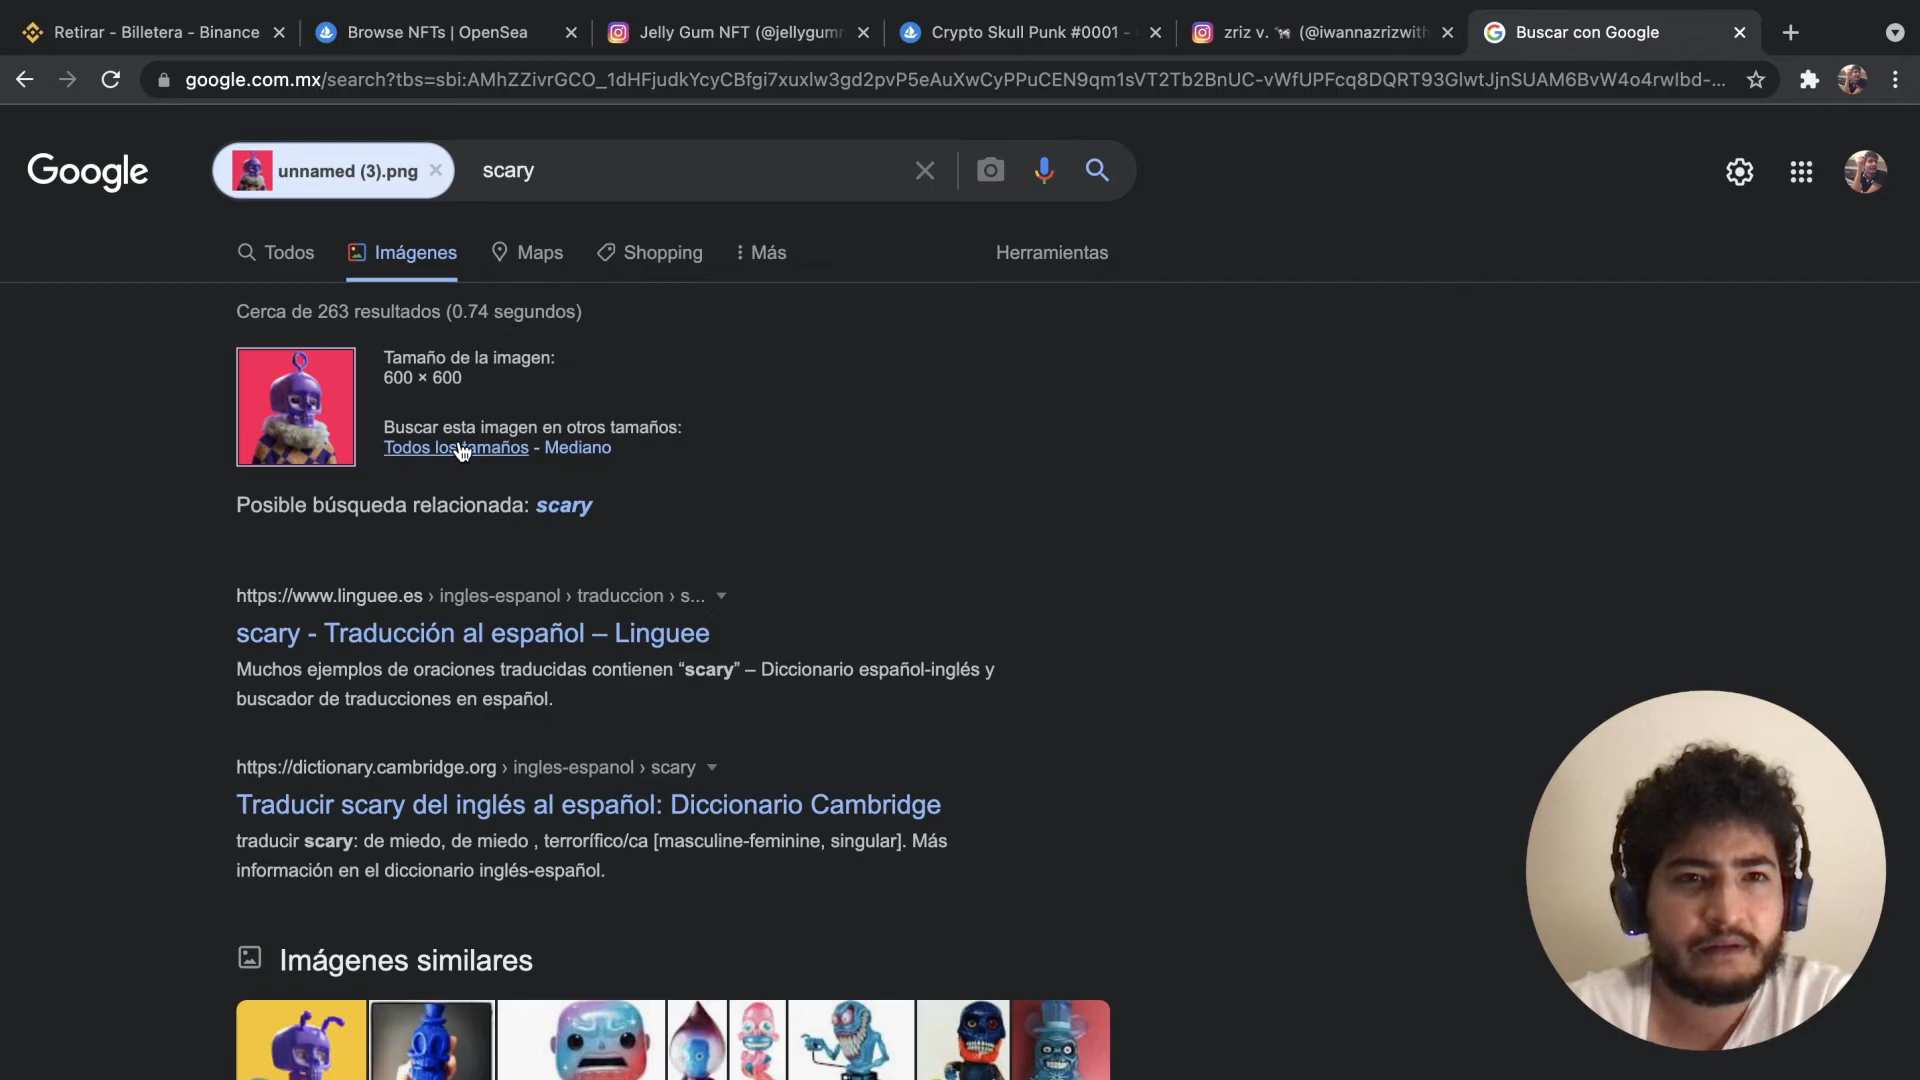 Retirar - Billetera - Binance
Browse NFTs | OpenSea
Jelly Gum NFT (@jellygumn
Crypto Skull Punk #0001 -
zriz v. (@iwannazrizwith
Buscar con Google
google.com.mx/search?tbs=sbi:AMhZZivrGCO_1dHFjudkYcyCBfgi7xuxlw3gd2pvP5eAuXwCyPPuCEN9qm1sVT2Tb2BnUC-vWfUPFcq8DQRT93GlwtJjnSUAM6BvW4o4rwIbd-...
Google
unnamed (3).png
scary
Todos
Imágenes
Maps
Shopping
Más
Herramientas
Cerca de 263 resultados (0.74 segundos)
Tamaño de la imagen:
600 × 600
Buscar esta imagen en otros tamaños:
Todos los tamaños - Mediano
Posible búsqueda relacionada: scary
https://www.linguee.es › ingles-espanol › traduccion › s...
scary - Traducción al español – Linguee
Muchos ejemplos de oraciones traducidas contienen “scary” – Diccionario español-inglés y
buscador de traducciones en español.
https://dictionary.cambridge.org › ingles-espanol › scary
Traducir scary del inglés al español: Diccionario Cambridge
traducir scary: de miedo, de miedo , terrorífico/ca [masculine-feminine, singular]. Más
información en el diccionario inglés-español.
Imágenes similares